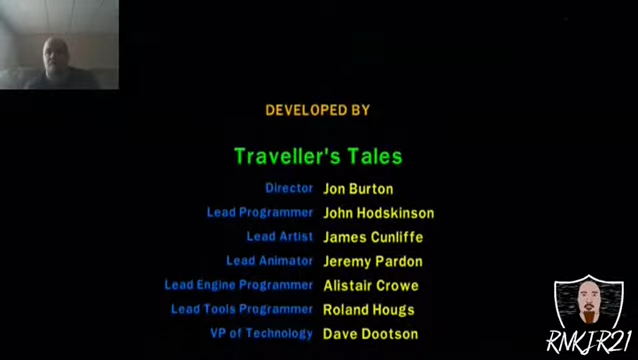 DEVELOPED BY
Traveller's Tales
Director Jon Burton
Lead Programmer John Hodskinson
Lead Artist James Cunliffe
Lead Animator Jeremy Pardon
Lead Engine Programmer Alistair Crowe
Lead Tools Programmer Roland Hougs
VP of Technology Dave Dootson
RNKJR21